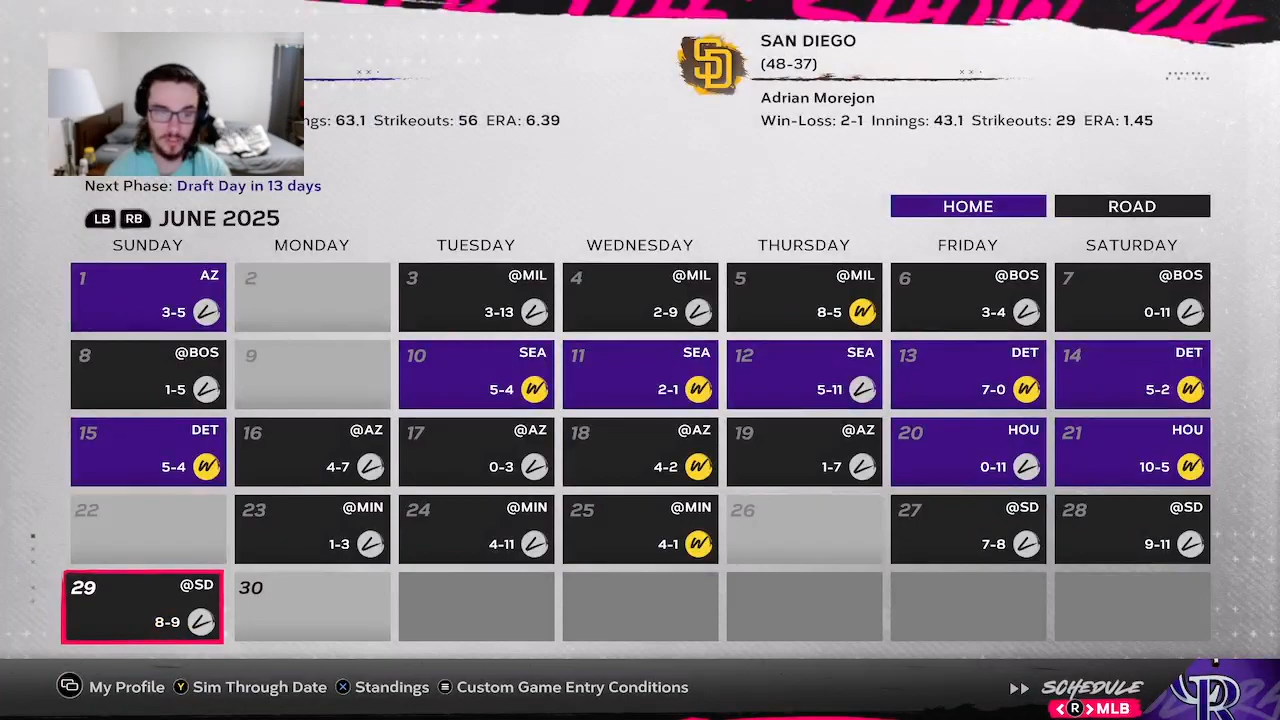 THE SHOW 24
SAN DIEGO
(48-37)
Adrian Morejon
ngs: 63.1 Strikeouts: 56 ERA: 6.39
Win-Loss: 2-1 Innings: 43.1 Strikeouts: 29 ERA: 1.45
Next Phase: Draft Day in 13 days
LB RB JUNE 2025
HOME ROAD
SUNDAY MONDAY TUESDAY WEDNESDAY THURSDAY FRIDAY SATURDAY
1 AZ 2 3 @MIL 4 @MIL 5 @MIL 6 @BOS 7 @BOS
3-5 L 3-13 L 2-9 L 8-5 W 3-4 L 0-11 L
8 @BOS 9 10 SEA 11 SEA 12 SEA 13 DET 14 DET
1-5 L 5-4 W 2-1 W 5-11 L 7-0 W 5-2 W
15 DET 16 @AZ 17 @AZ 18 @AZ 19 @AZ 20 HOU 21 HOU
5-4 W 4-7 L 0-3 L 4-2 W 1-7 L 0-11 L 10-5 W
22 23 @MIN 24 @MIN 25 @MIN 26 27 @SD 28 @SD
1-3 L 4-11 L 4-1 W 7-8 L 9-11 L
29 @SD 30
8-9 L
My Profile Y Sim Through Date X Standings Custom Game Entry Conditions
SCHEDULE
R MLB